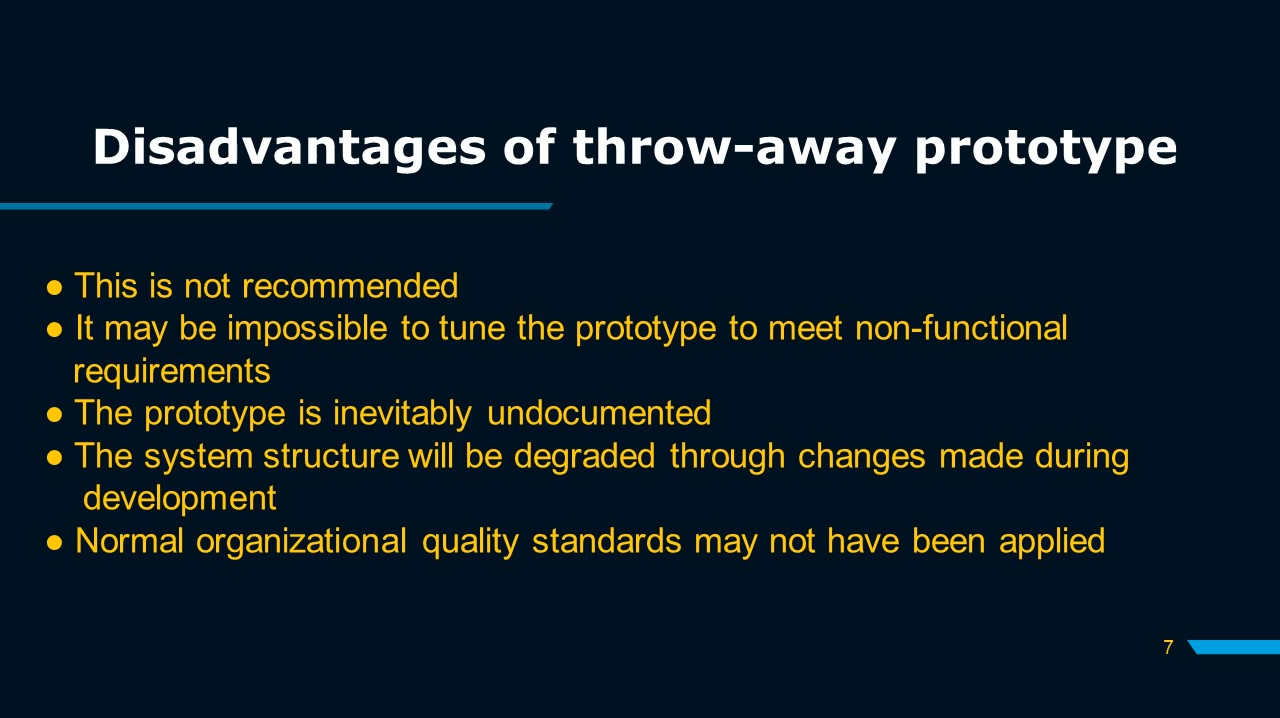 Disadvantages of throw-away prototype
● This is not recommended
● It may be impossible to tune the prototype to meet non-functional
requirements
● The prototype is inevitably undocumented
● The system structure will be degraded through changes made during
development
● Normal organizational quality standards may not have been applied
7